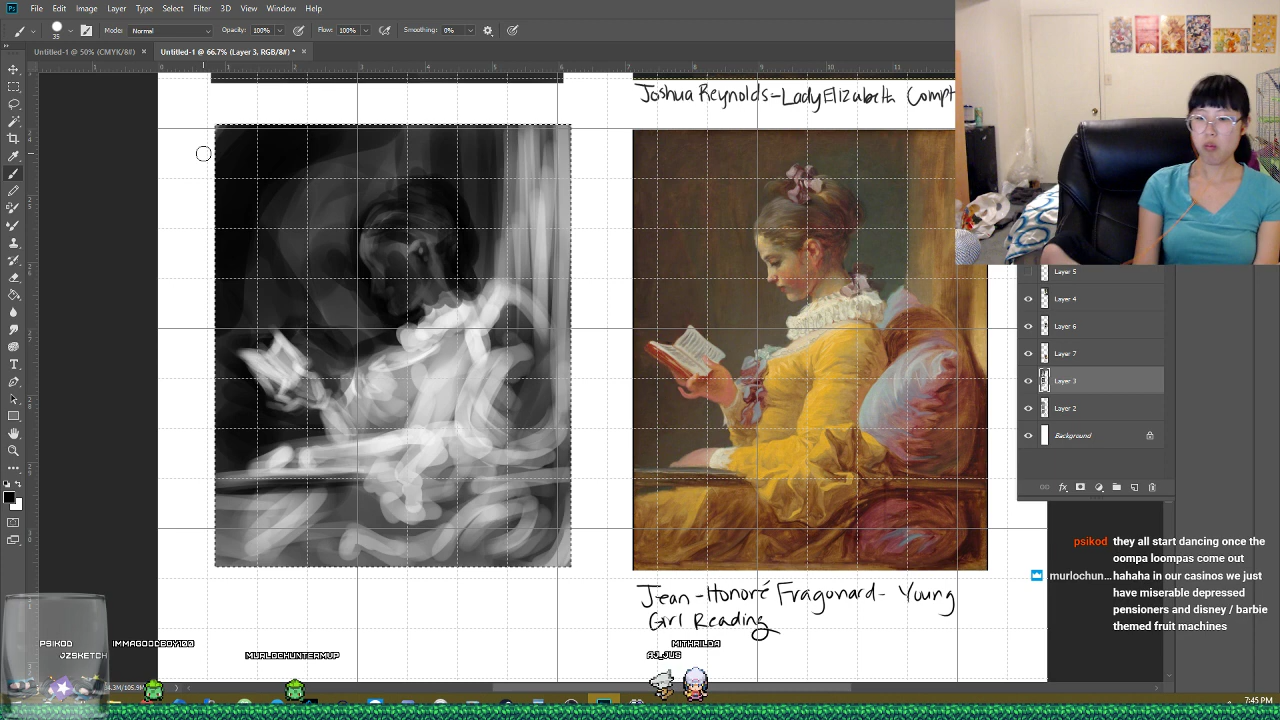 File Edit Image Layer Type Select Filter 3D View Window Help
35 Mode: Normal Opacity: 100% Flow: 100% Smoothing: 0%
Untitled-1 @ 50% (CMYK/8#) × Untitled-1 @ 66.7% (Layer 3, RGB/8#) * ×
Joshua Reynolds-Lady Elizabeth Compt
Layer 5
Layer 4
Layer 6
Layer 7
Layer 3
Layer 2
Background
Jean-Honoré Fragonard- Young
Girl Reading
psikod they all start dancing once the
oompa loompas come out
murlochun... hahaha in our casinos we just
have miserable depressed
pensioners and disney / barbie
themed fruit machines
PSIKOD IMMAGOODBOY100 MITHRILDA
JZSKETCH MURLOCHUNTERMVP AJ_JUS
7:45 PM